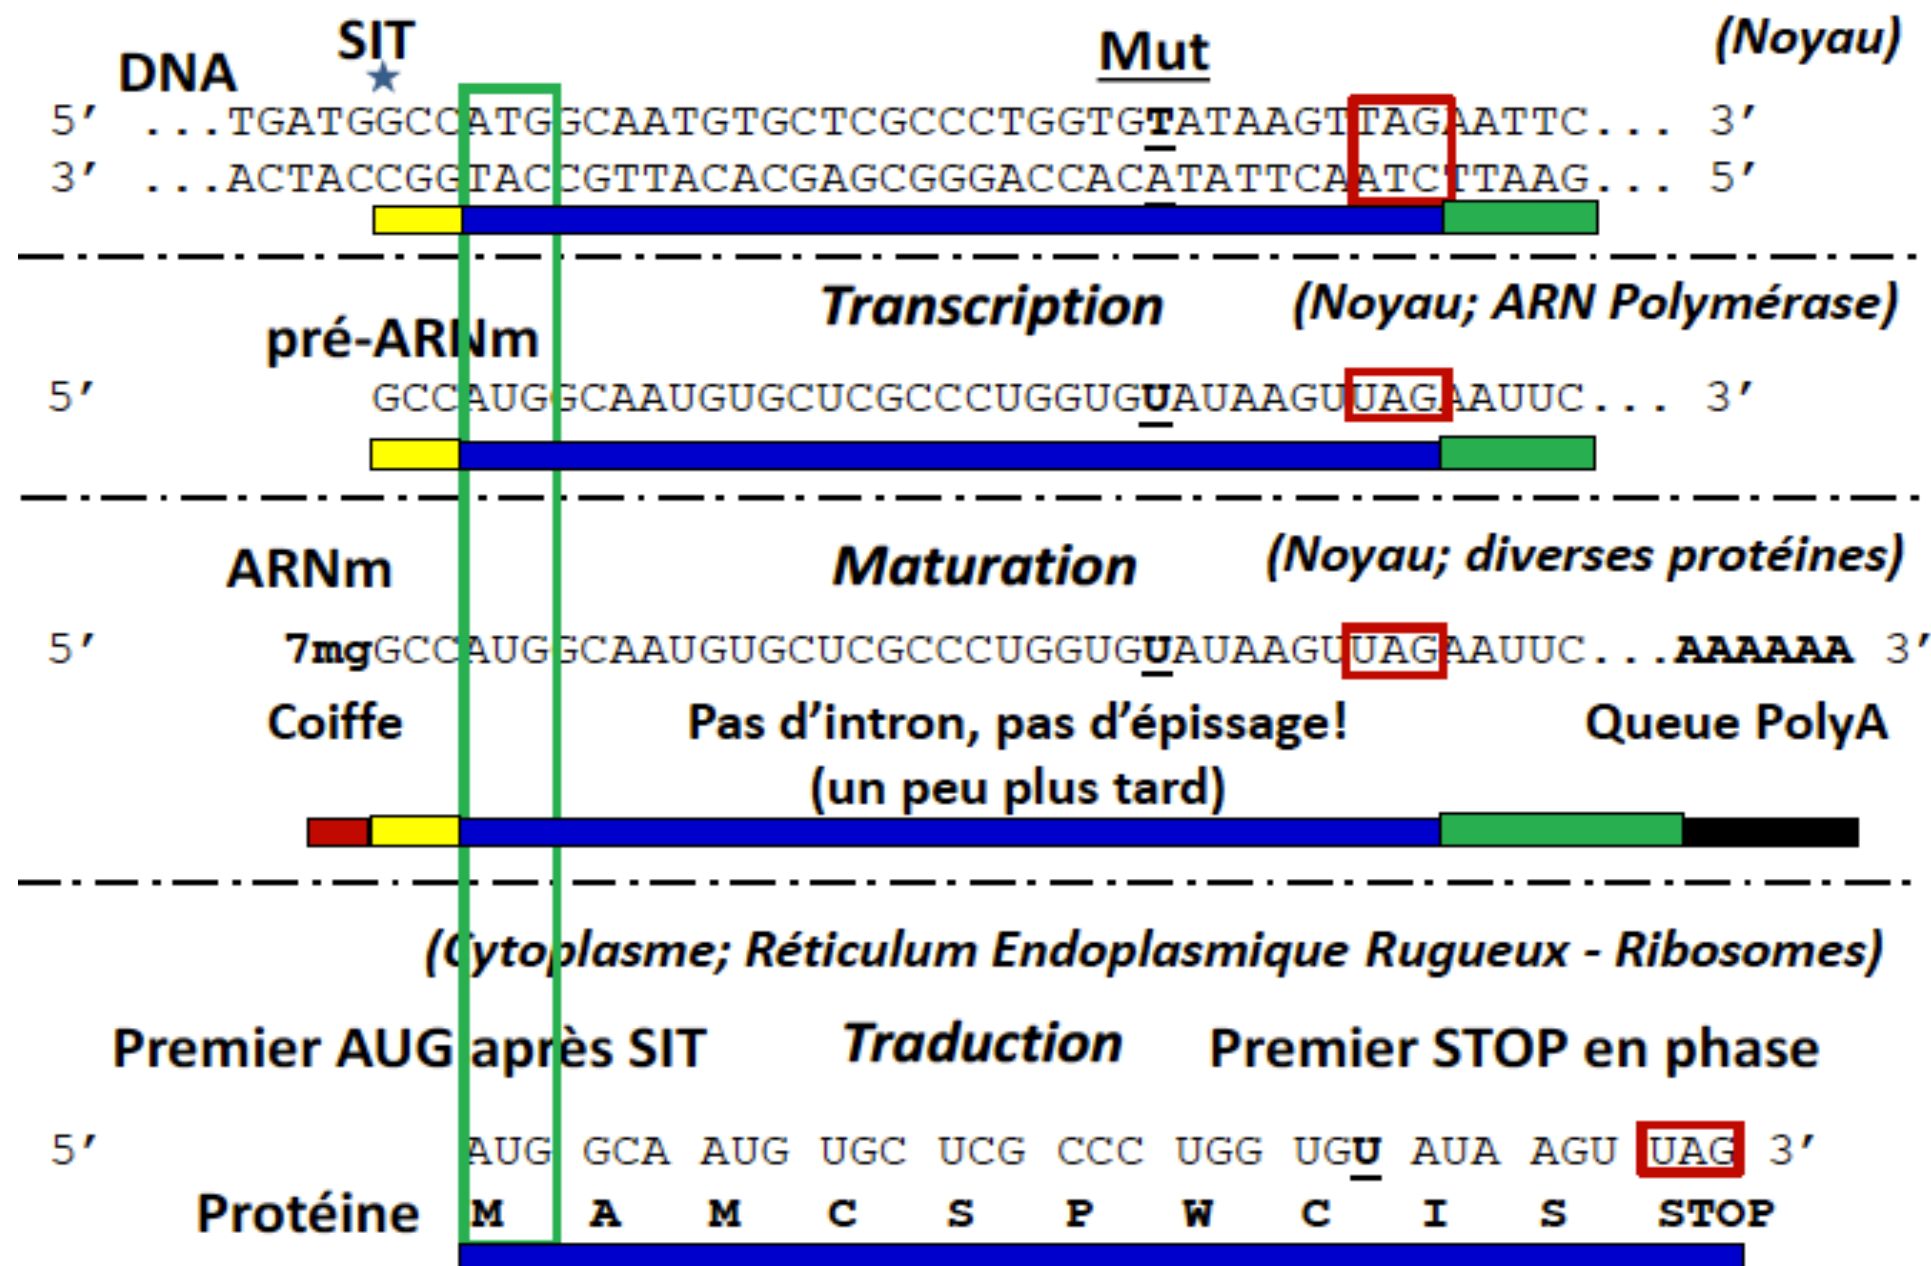 SIT
Mut
(Noyau)
DNA
5’ ...TGATGGCCATGGCAATGTGCTCGCCCTGGTGTATAAGTTAGAATTC... 3’
3’ ...ACTACCGGTACCGTTACACGAGCGGGACCACATATTCAATCTTAAG... 5’
Transcription
(Noyau; ARN Polymérase)
pré-ARNm
5’ GCCAUGGCAAUGUGCUCGCCCUGGUGUAUAAGUUAGAAUUC... 3’
ARNm
Maturation
(Noyau; diverses protéines)
5’ 7mgGCCAUGGCAAUGUGCUCGCCCUGGUGUAUAAGUUAGAAUUC...AAAAAA 3’
Coiffe
Pas d’intron, pas d’épissage!
Queue PolyA
(un peu plus tard)
(Cytoplasme; Réticulum Endoplasmique Rugueux - Ribosomes)
Premier AUG après SIT
Traduction
Premier STOP en phase
5’ AUG GCA AUG UGC UCG CCC UGG UGU AUA AGU UAG 3’
Protéine M A M C S P W C I S STOP